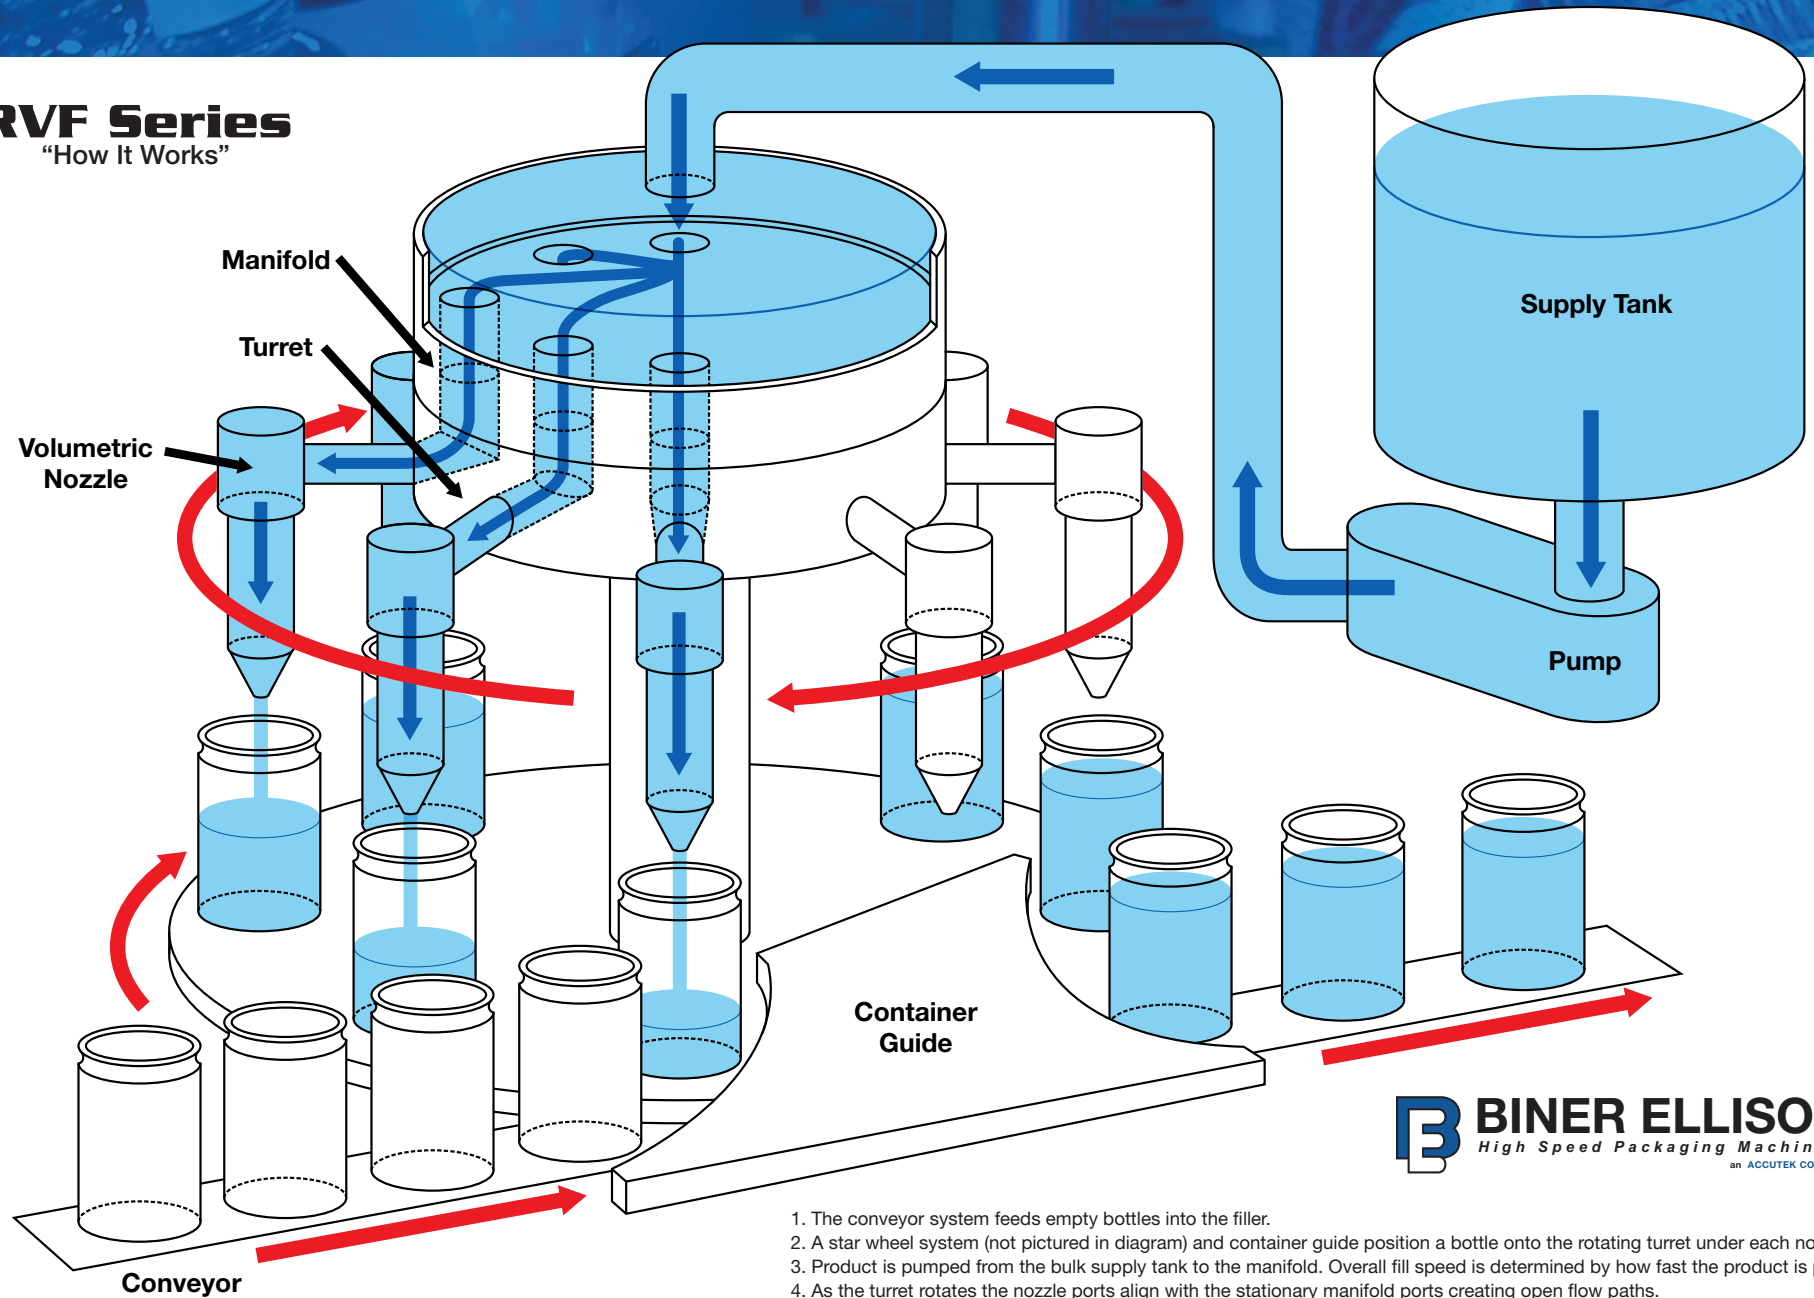 RVF Series
“How It Works”
Manifold
Turret
Volumetric
Nozzle
Supply Tank
Pump
Container
Guide
Conveyor
BINER ELLISO
High Speed Packaging Machin
an ACCUTEK CO
1. The conveyor system feeds empty bottles into the filler.
2. A star wheel system (not pictured in diagram) and container guide position a bottle onto the rotating turret under each no
3. Product is pumped from the bulk supply tank to the manifold. Overall fill speed is determined by how fast the product is p
4. As the turret rotates the nozzle ports align with the stationary manifold ports creating open flow paths.